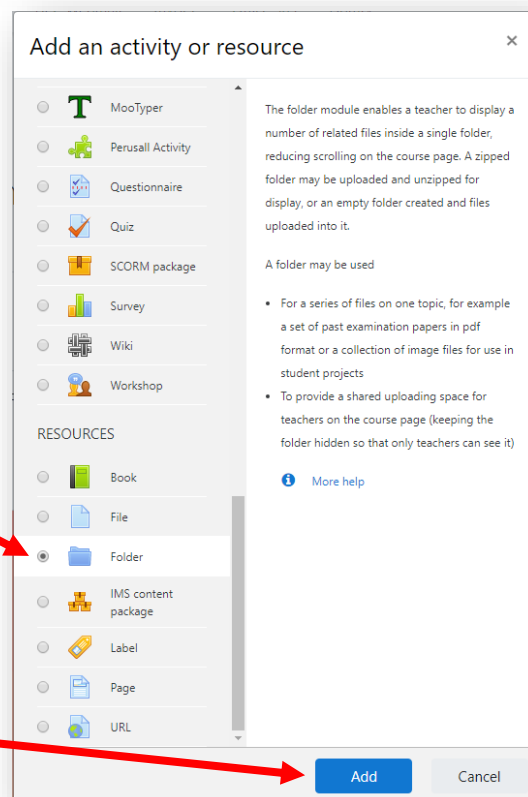 Add an activity or resource
×
MooTyper
Perusall Activity
Questionnaire
Quiz
SCORM package
Survey
Wiki
Workshop
RESOURCES
Book
File
Folder
IMS content
package
Label
Page
URL
The folder module enables a teacher to display a
number of related files inside a single folder,
reducing scrolling on the course page. A zipped
folder may be uploaded and unzipped for
display, or an empty folder created and files
uploaded into it.
A folder may be used
• For a series of files on one topic, for example
a set of past examination papers in pdf
format or a collection of image files for use in
student projects
• To provide a shared uploading space for
teachers on the course page (keeping the
folder hidden so that only teachers can see it)
More help
Add Cancel